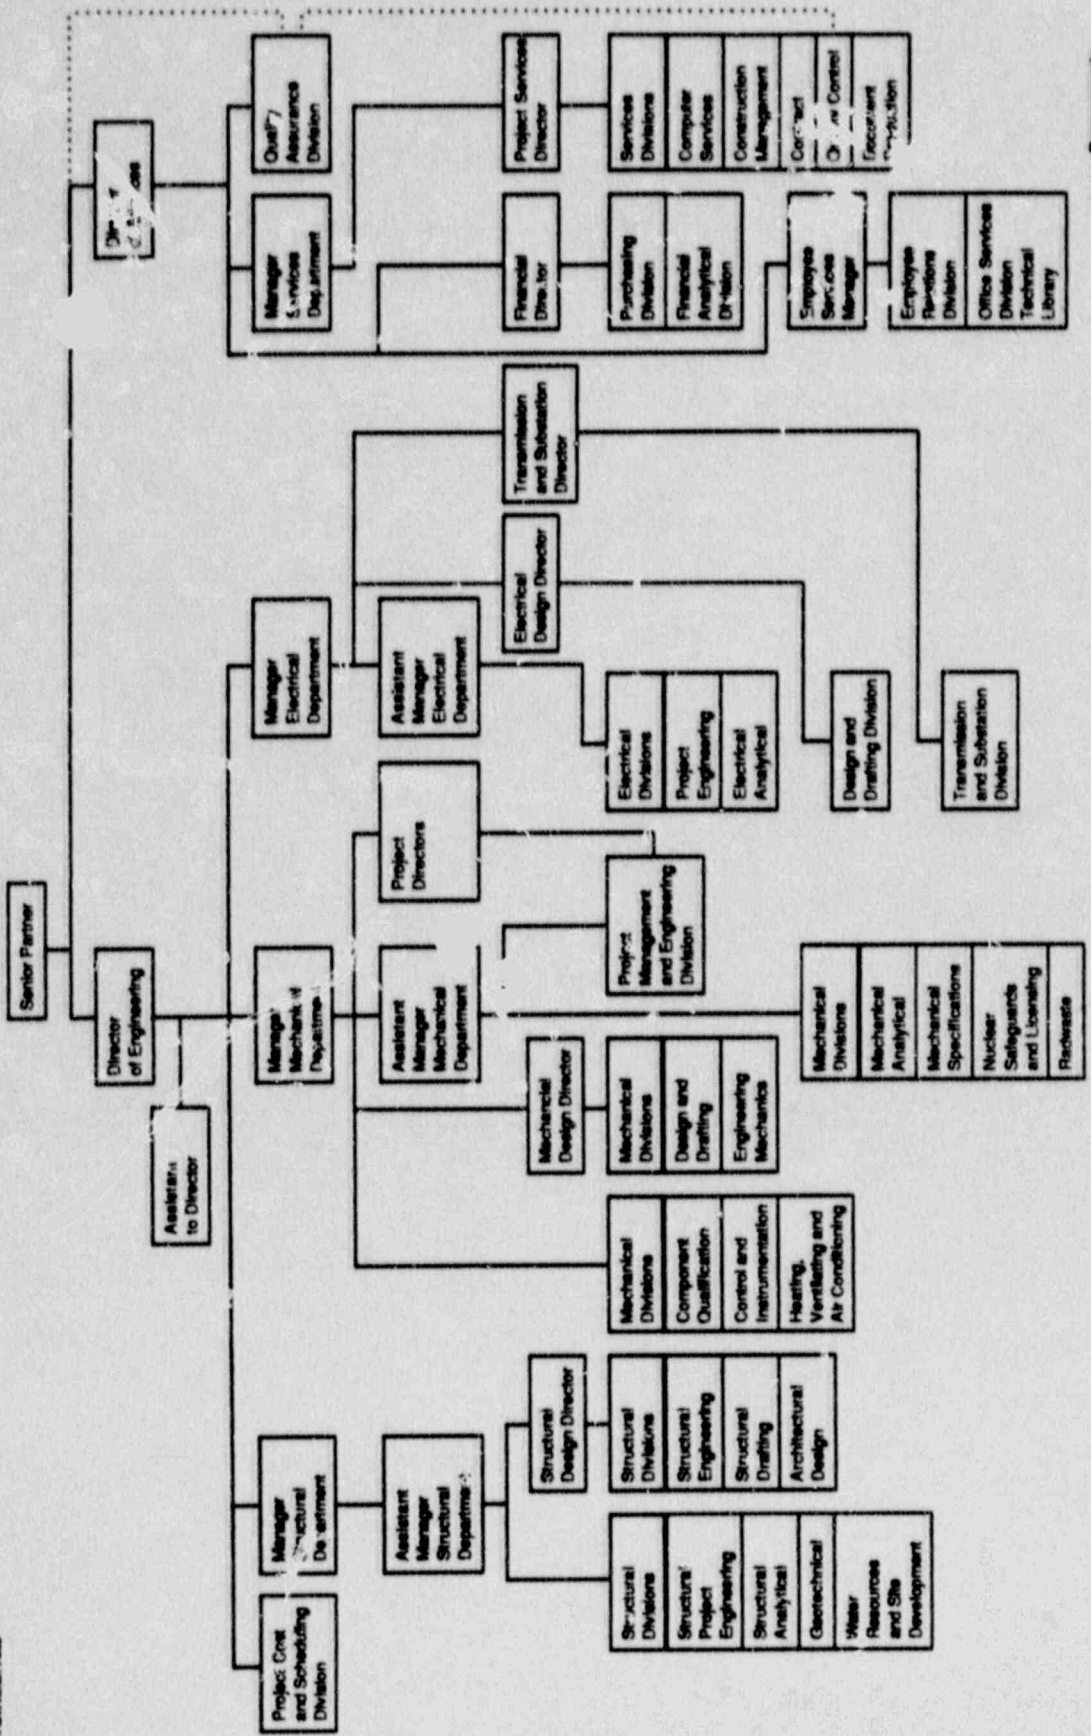 Senior Partner
Director
of Engineering
Assistant
to Director
Project Cost
and Scheduling
Division
Manager
Structural
Department
Manager
Mechanical
Department
Manager
Electrical
Department
Manager
Services
Department
Quality
Assurance
Division
Assistant
Manager
Structural
Department
Assistant
Manager
Mechanical
Department
Project
Directors
Assistant
Manager
Electrical
Department
Structural
Design Director
Mechancial
Design Director
Electrical
Design Director
Transmission
and Substation
Director
Financial
Director
Project Services
Director
Structural
Divisions
Structural
Project
Engineering
Structural
Analytical
Geotechnical
Water
Resources
and Site
Development
Structural
Divisions
Structural
Engineering
Structural
Drafting
Architectural
Design
Mechanical
Divisions
Component
Qualification
Control and
Instrumentation
Heating,
Ventilating and
Air Conditioning
Mechanical
Divisions
Design and
Drafting
Engineering
Mechanics
Project
Management
and Engineering
Division
Mechanical
Divisions
Mechanical
Analytical
Mechanical
Specifications
Nuclear
Safeguards
and Licensing
Radwaste
Electrical
Divisions
Project
Engineering
Electrical
Analytical
Design and
Drafting Division
Transmission
and Substation
Division
Purchasing
Division
Financial
Analytical
Division
Employee
Services
Manager
Employee
Relations
Division
Office Services
Division
Technical
Library
Services
Divisions
Computer
Services
Construction
Management
Control
Document